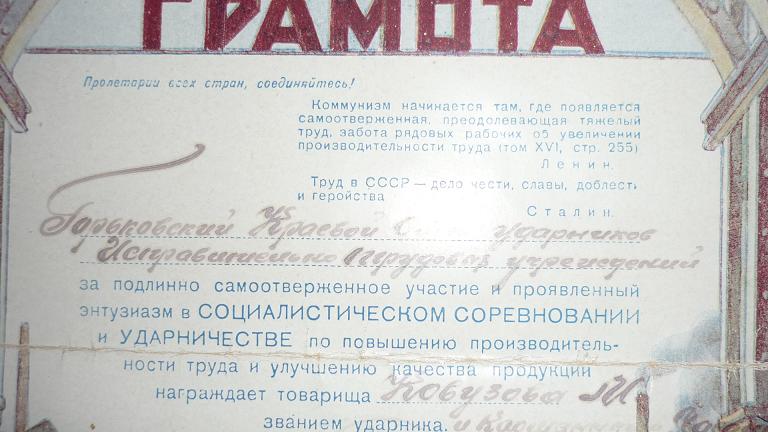 ГРАМОТА
Пролетарии всех стран, соединяйтесь!
Коммунизм начинается там, где появляется
самоотверженная, преодолевающая тяжелый
труд, забота рядовых рабочих об увеличении
производительности труда (том XVI, стр. 255)
Ленин.
Труд в СССР — дело чести, славы, доблести
и геройства
Сталин.
Горьковский Краевой ударников
Исправительно Трудовых учреждений
за подлинно самоотверженное участие и проявленный
энтузиазм в СОЦИАЛИСТИЧЕСКОМ СОРЕВНОВАНИИ
и УДАРНИЧЕСТВЕ по повышению производитель-
ности труда и улучшению качества продукции
награждает товарища Кобузова
званием ударника. и